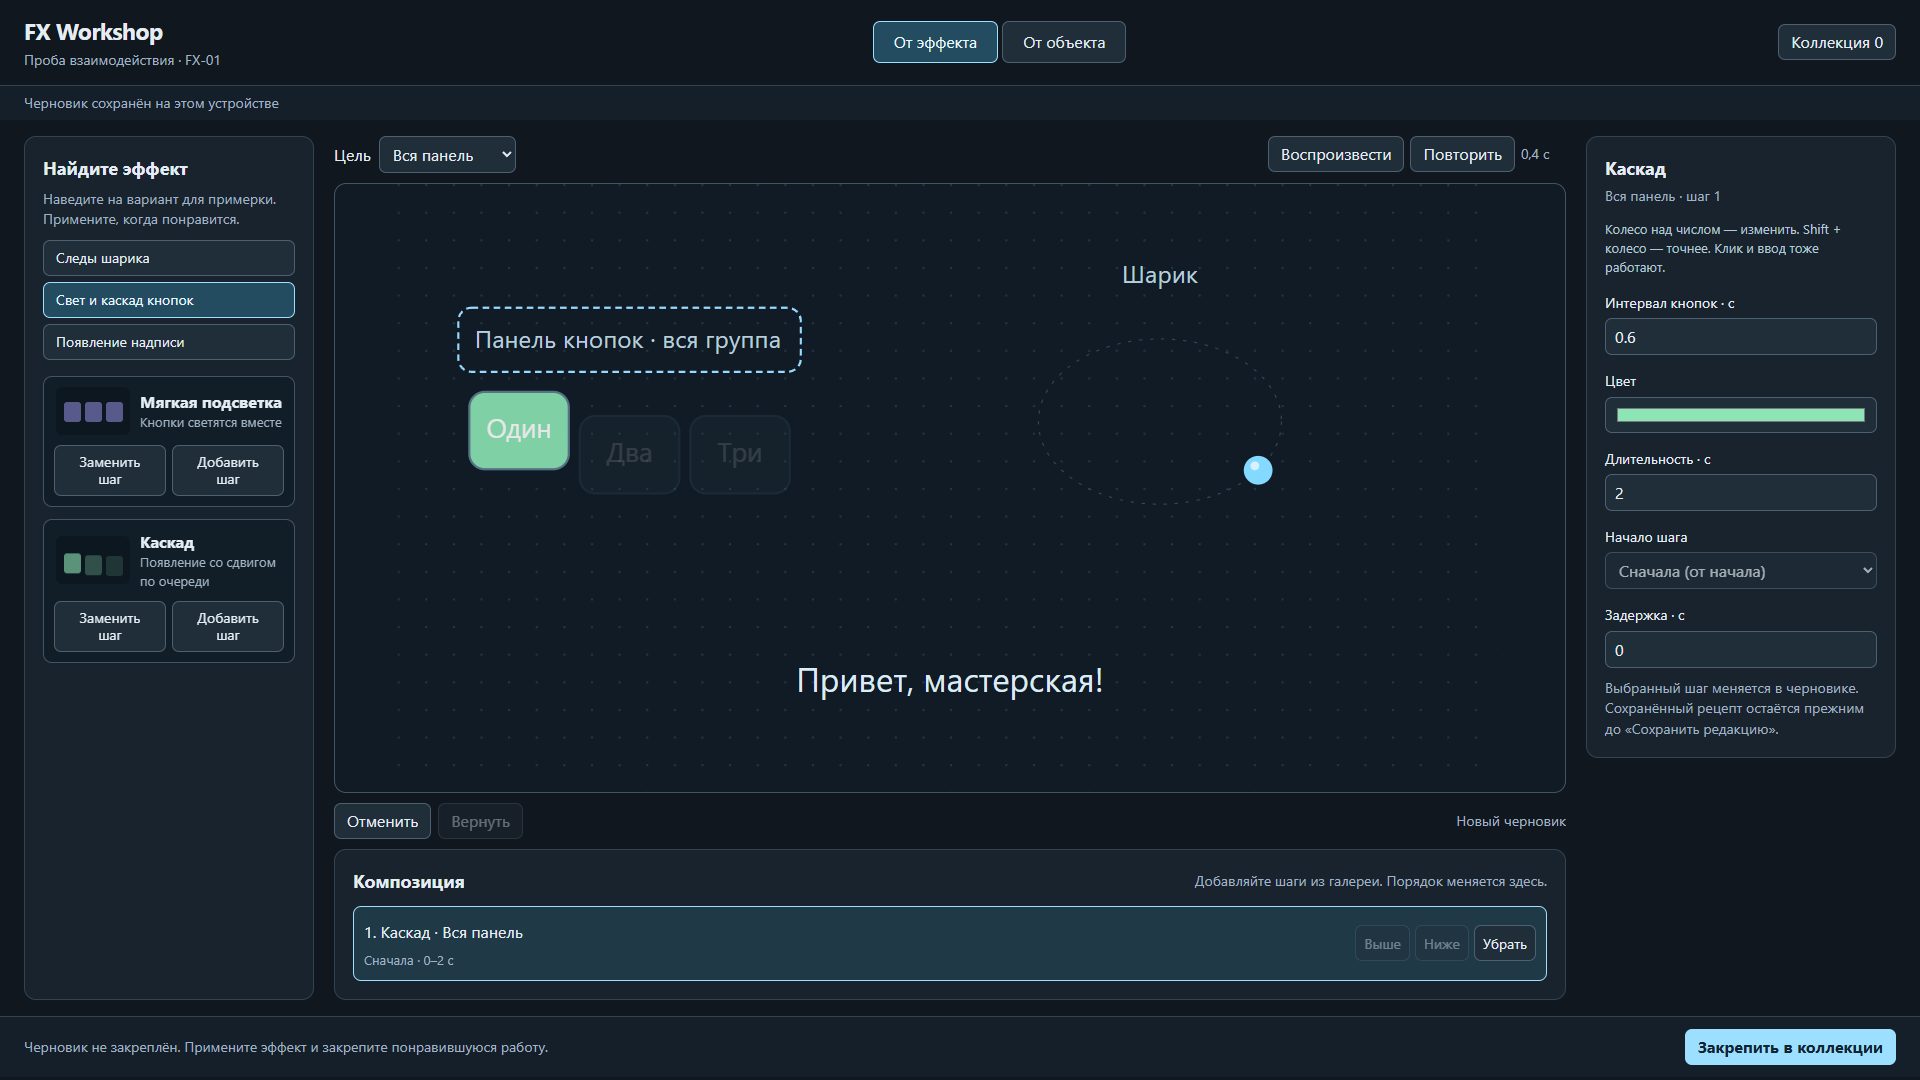 FX Workshop
Проба взаимодействия · FX-01
От эффекта
От объекта
Коллекция 0
Черновик сохранён на этом устройстве
Найдите эффект
Наведите на вариант для примерки.
Примените, когда понравится.
Следы шарика
Свет и каскад кнопок
Появление надписи
Мягкая подсветка
Кнопки светятся вместе
Заменить
шаг
Добавить
шаг
Каскад
Появление со сдвигом
по очереди
Заменить
шаг
Добавить
шаг
Цель
Вся панель
Воспроизвести
Повторить
0,4 с
Шарик
Панель кнопок · вся группа
Один
Два
Три
Привет, мастерская!
Отменить
Вернуть
Новый черновик
Композиция
Добавляйте шаги из галереи. Порядок меняется здесь.
1. Каскад · Вся панель
Сначала · 0–2 с
Выше
Ниже
Убрать
Каскад
Вся панель · шаг 1
Колесо над числом — изменить. Shift +
колесо — точнее. Клик и ввод тоже
работают.
Интервал кнопок · с
0.6
Цвет
Длительность · с
2
Начало шага
Сначала (от начала)
Задержка · с
0
Выбранный шаг меняется в черновике.
Сохранённый рецепт остаётся прежним
до «Сохранить редакцию».
Черновик не закреплён. Примените эффект и закрепите понравившуюся работу.
Закрепить в коллекции